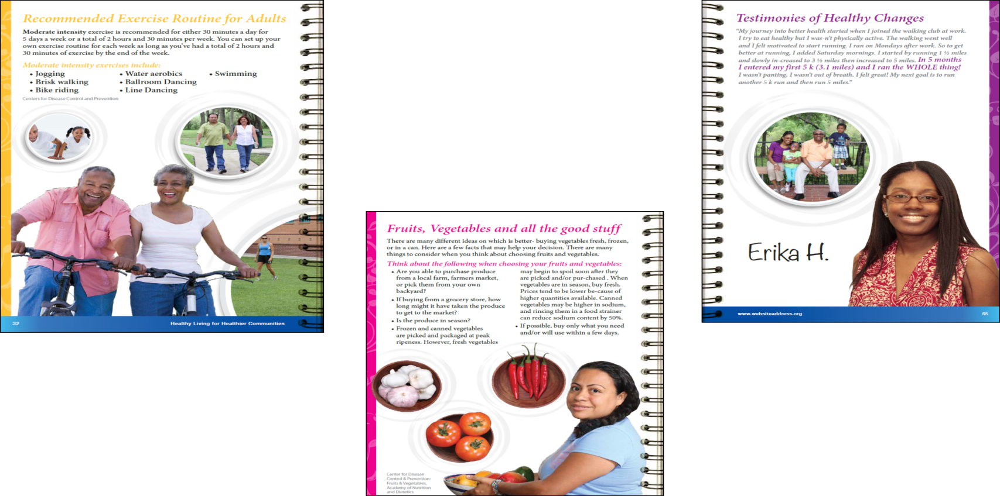 Recommended Exercise Routine for Adults
Moderate intensity exercise is recommended for either 30 minutes a day for
5 days a week or a total of 2 hours and 30 minutes per week. You can set up your
own exercise routine for each week as long as you've had a total of 2 hours and
30 minutes of exercise by the end of the week.
Moderate intensity exercises include:
• Jogging
• Brisk walking
• Bike riding
• Water aerobics
• Ballroom Dancing
• Line Dancing
• Swimming
Centers for Disease Control and Prevention
32
Healthy Living for Healthier Communities
Fruits, Vegetables and all the good stuff
There are many different ideas on which is better- buying vegetables fresh, frozen,
or in a can. Here are a few facts that may help your decision. There are many
things to consider when you think about choosing fruits and vegetables.
Think about the following when choosing your fruits and vegetables:
• Are you able to purchase produce
from a local farm, farmers market,
or pick them from your own
backyard?
• If buying from a grocery store, how
long might it have taken the produce
to get to the market?
• Is the produce in season?
• Frozen and canned vegetables
are picked and packaged at peak
ripeness. However, fresh vegetables
may begin to spoil soon after they
are picked and/or pur-chased . When
vegetables are in season, buy fresh.
Prices tend to be lower be-cause of
higher quantities available. Canned
vegetables may be higher in sodium,
and rinsing them in a food strainer
can reduce sodium content by 50%.
• If possible, buy only what you need
and/or will use within a few days.
Center for Disease
Control & Prevention:
Fruits & Vegetables,
Academy of Nutrition
and Dietetics
Testimonies of Healthy Changes
"My journey into better health started when I joined the walking club at work.
I try to eat healthy but I was-n't physically active. The walking went well
and I felt motivated to start running. I ran on Mondays after work. So to get
better at running, I added Saturday mornings. I started by running 1 ½ miles
and slowly in-creased to 3 ½ miles then increased to 5 miles. In 5 months
I entered my first 5 k (3.1 miles) and I ran the WHOLE thing!
I wasn't panting, I wasn't out of breath. I felt great! My next goal is to run
another 5 k run and then run 5 miles."
Erika H.
www.websiteaddress.org
65